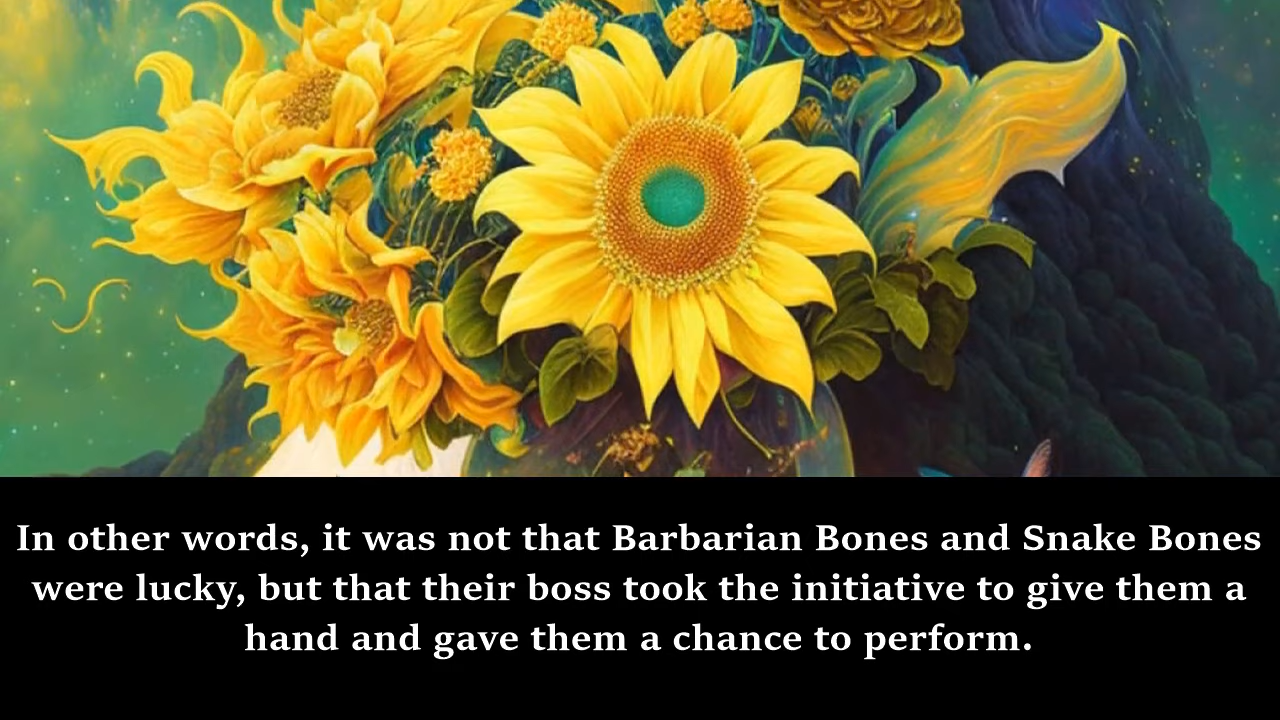 In other words, it was not that Barbarian Bones and Snake Bones
were lucky, but that their boss took the initiative to give them a
hand and gave them a chance to perform.